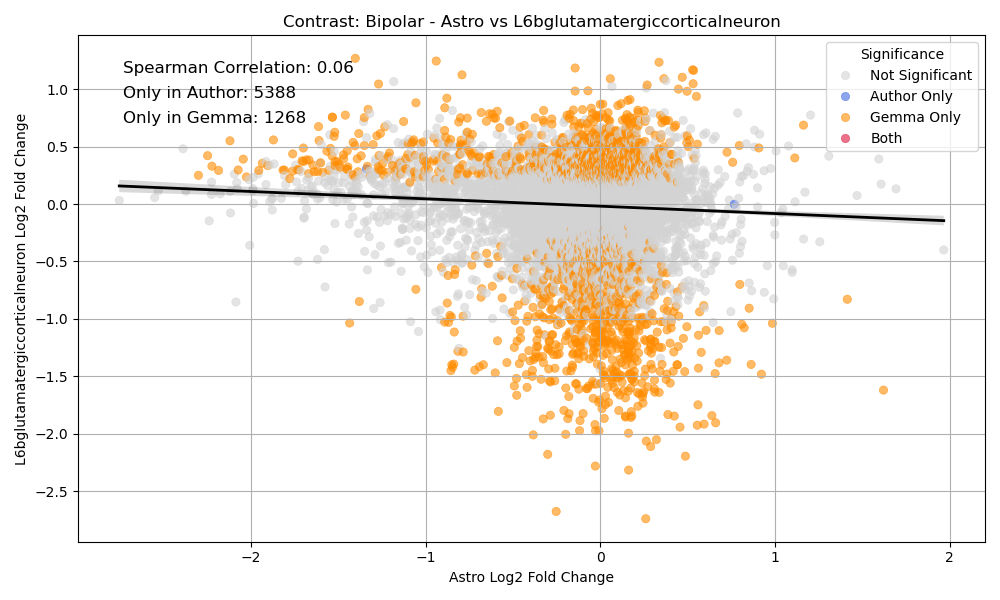 Contrast: Bipolar - Astro vs L6bglutamatergiccorticalneuron
Spearman Correlation: 0.06
Only in Author: 5388
Only in Gemma: 1268
Significance
Not Significant
Author Only
Gemma Only
Both
1.0
0.5
0.0
−0.5
−1.0
−1.5
−2.0
−2.5
L6bglutamatergiccorticalneuron Log2 Fold Change
−2
−1
0
1
2
Astro Log2 Fold Change